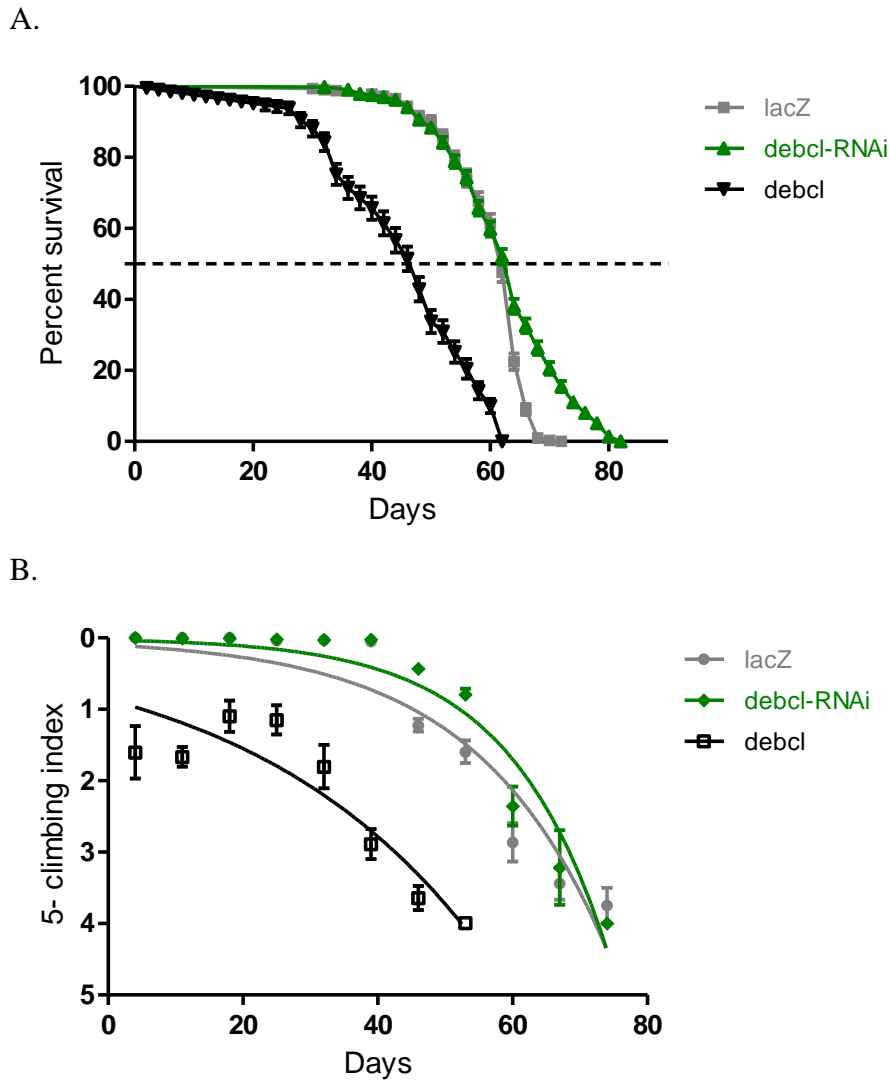 A.
100
80
60
40
20
0
Percent survival
0 20 40 60 80
Days
lacZ
debcl-RNAi
debcl
B.
0
1
2
3
4
5
5- climbing index
0 20 40 60 80
Days
lacZ
debcl-RNAi
debcl